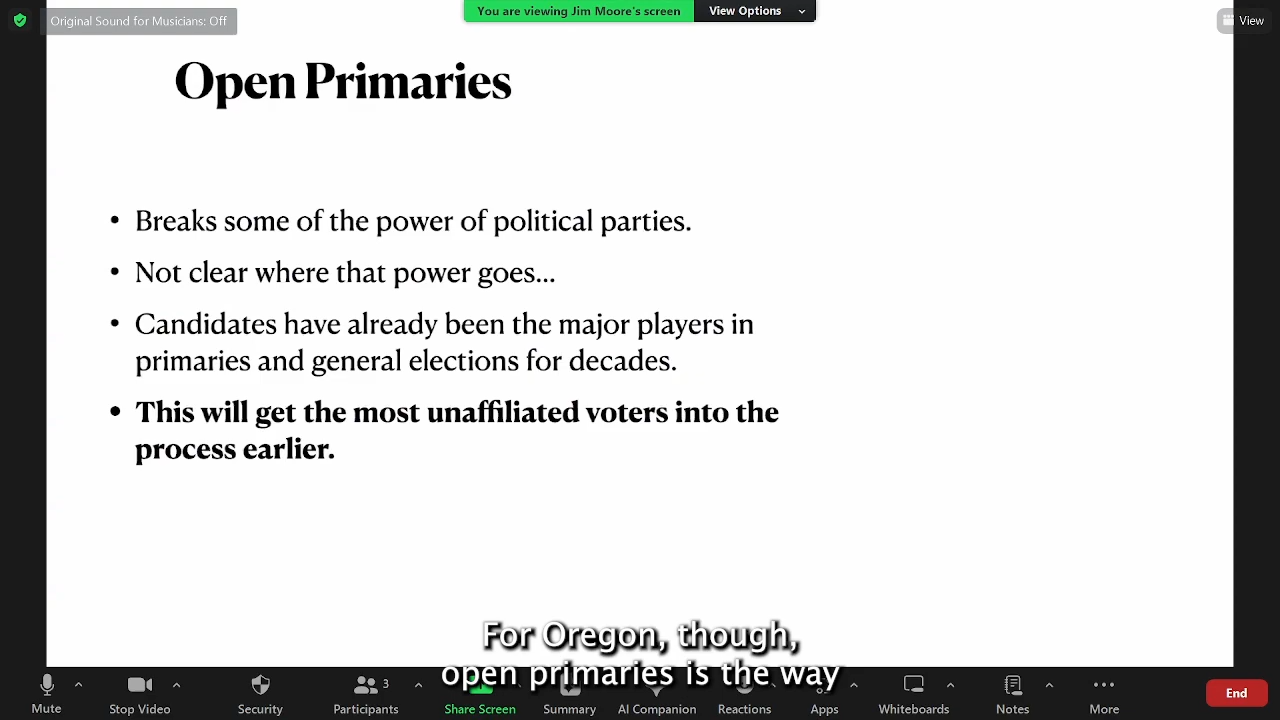 Original Sound for Musicians: Off
You are viewing Jim Moore's screen
View Options
View
Open Primaries
• Breaks some of the power of political parties.
• Not clear where that power goes...
• Candidates have already been the major players in
primaries and general elections for decades.
• This will get the most unaffiliated voters into the
process earlier.
For Oregon, though,
open primaries is the way
Mute
Stop Video
Security
Participants
3
Share Screen
Summary
AI Companion
Reactions
Apps
Whiteboards
Notes
More
End